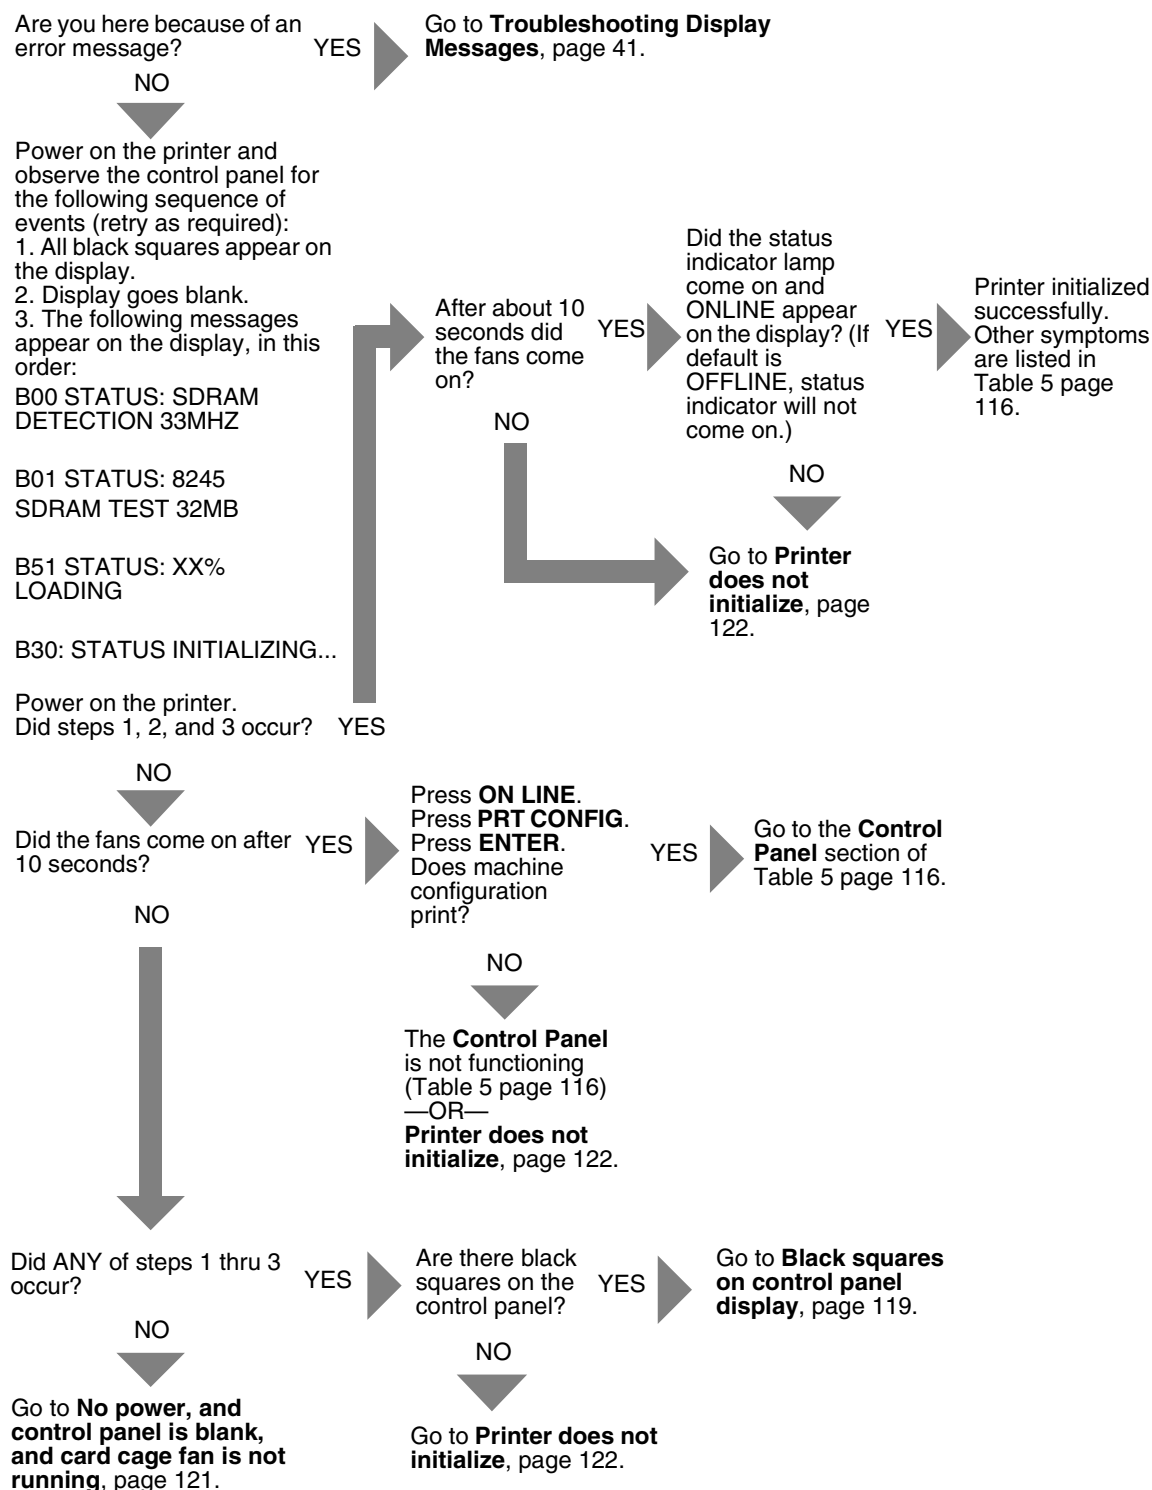 Are you here because of an
error message?
YES
Go to Troubleshooting Display
Messages, page 41.
NO
Power on the printer and
observe the control panel for
the following sequence of
events (retry as required):
1. All black squares appear on
the display.
2. Display goes blank.
3. The following messages
appear on the display, in this
order:
B00 STATUS: SDRAM
DETECTION 33MHZ
B01 STATUS: 8245
SDRAM TEST 32MB
B51 STATUS: XX%
LOADING
B30: STATUS INITIALIZING...
Power on the printer.
Did steps 1, 2, and 3 occur?
YES
After about 10
seconds did
the fans come
on?
YES
Did the status
indicator lamp
come on and
ONLINE appear
on the display? (If
default is
OFFLINE, status
indicator will not
come on.)
YES
Printer initialized
successfully.
Other symptoms
are listed in
Table 5 page
116.
NO
NO
Go to Printer
does not
initialize, page
122.
NO
Did the fans come on after
10 seconds?
YES
Press ON LINE.
Press PRT CONFIG.
Press ENTER.
Does machine
configuration
print?
YES
Go to the Control
Panel section of
Table 5 page 116.
NO
NO
The Control Panel
is not functioning
(Table 5 page 116)
—OR—
Printer does not
initialize, page 122.
Did ANY of steps 1 thru 3
occur?
YES
Are there black
squares on the
control panel?
YES
Go to Black squares
on control panel
display, page 119.
NO
NO
Go to No power, and
control panel is blank,
and card cage fan is not
running, page 121.
Go to Printer does not
initialize, page 122.